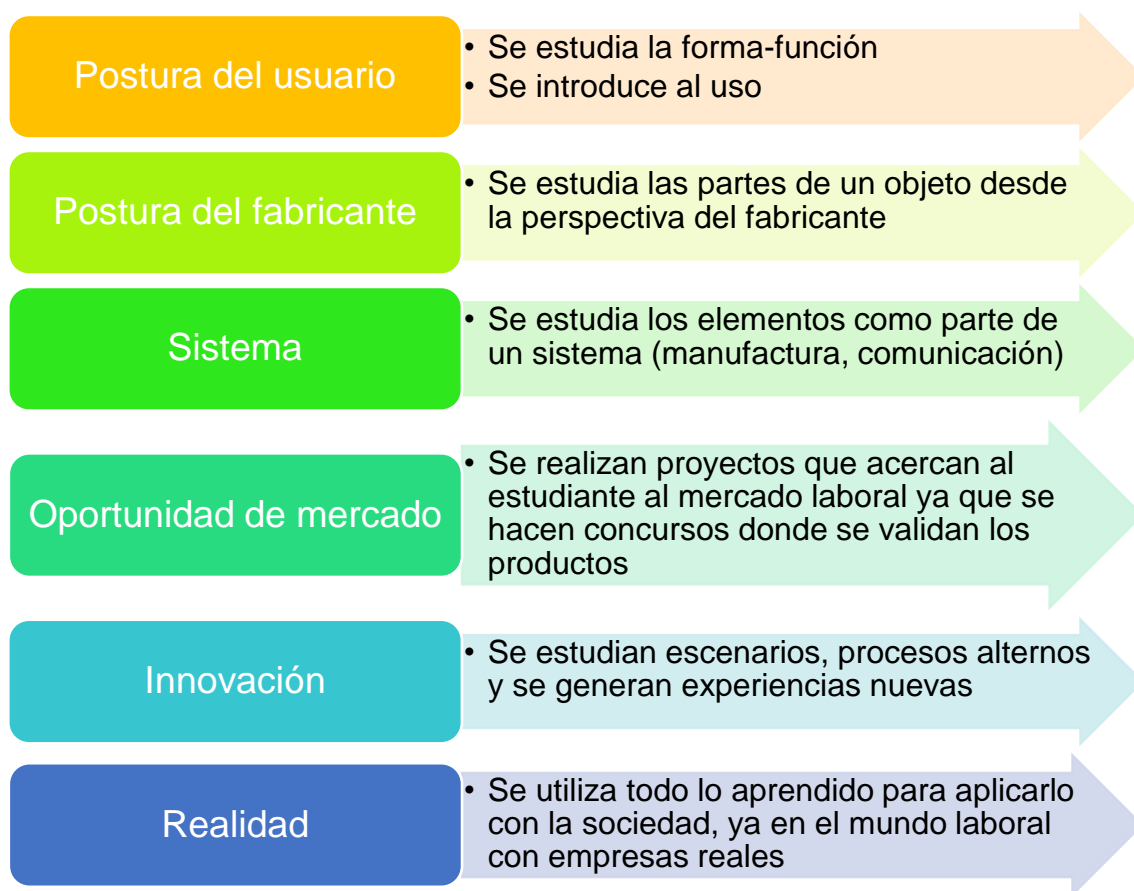 Postura del usuario
• Se estudia la forma-función
• Se introduce al uso
Postura del fabricante
• Se estudia las partes de un objeto desde
la perspectiva del fabricante
Sistema
• Se estudia los elementos como parte de
un sistema (manufactura, comunicación)
Oportunidad de mercado
• Se realizan proyectos que acercan al
estudiante al mercado laboral ya que se
hacen concursos donde se validan los
productos
Innovación
• Se estudian escenarios, procesos alternos
y se generan experiencias nuevas
Realidad
• Se utiliza todo lo aprendido para aplicarlo
con la sociedad, ya en el mundo laboral
con empresas reales